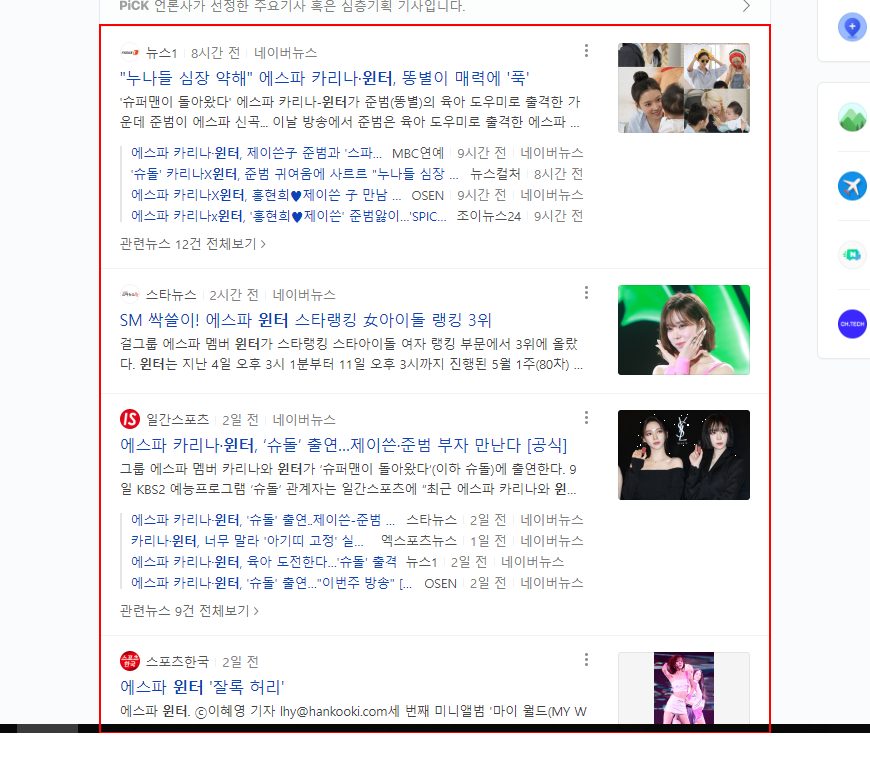 PiCK 언론사가 선정한 주요기사 혹은 심층기획 기사입니다.
뉴스1 8시간 전 네이버뉴스
"누나들 심장 약해" 에스파 카리나·윈터, 똥별이 매력에 '푹'
'슈퍼맨이 돌아왔다' 에스파 카리나-윈터가 준범(똥별)의 육아 도우미로 출격한 가
운데 준범이 에스파 신곡... 이날 방송에서 준범은 육아 도우미로 출격한 에스파 ...
에스파 카리나·윈터, 제이쓴子 준범과 '스파... MBC연예 9시간 전 네이버뉴스
'슈돌' 카리나X윈터, 준범 귀여움에 사르르 "누나들 심장 ... 뉴스컬처 8시간 전
에스파 카리나X윈터, 홍현희♥제이쓴 子 만남 ... OSEN 9시간 전 네이버뉴스
에스파 카리나x윈터, '홍현희♥제이쓴' 준범앓이...'SPIC... 조이뉴스24 9시간 전
관련뉴스 12건 전체보기
스타뉴스 2시간 전 네이버뉴스
SM 싹쓸이! 에스파 윈터 스타랭킹 女아이돌 랭킹 3위
걸그룹 에스파 멤버 윈터가 스타랭킹 스타아이돌 여자 랭킹 부문에서 3위에 올랐
다. 윈터는 지난 4일 오후 3시 1분부터 11일 오후 3시까지 진행된 5월 1주(80차) ...
IS 일간스포츠 2일 전 네이버뉴스
에스파 카리나·윈터, ‘슈돌’ 출연...제이쓴·준범 부자 만난다 [공식]
그룹 에스파 멤버 카리나와 윈터가 ‘슈퍼맨이 돌아왔다’(이하 슈돌)에 출연한다. 9
일 KBS2 예능프로그램 ‘슈돌’ 관계자는 일간스포츠에 “최근 에스파 카리나와 윈...
에스파 카리나·윈터, '슈돌' 출연..제이쓴-준범 ... 스타뉴스 2일 전 네이버뉴스
카리나·윈터, 너무 말라 '아기띠 고정' 실... 엑스포츠뉴스 1일 전 네이버뉴스
에스파 카리나·윈터, 육아 도전한다...'슈돌' 출격 뉴스1 2일 전 네이버뉴스
에스파 카리나·윈터, '슈돌' 출연..."이번주 방송" [... OSEN 2일 전 네이버뉴스
관련뉴스 9건 전체보기
스포츠한국 스포츠한국 2일 전
에스파 윈터 '잘록 허리'
에스파 윈터. ⓒ이혜영 기자 lhy@hankooki.com세 번째 미니앨범 '마이 월드(MY W
CH.TECH